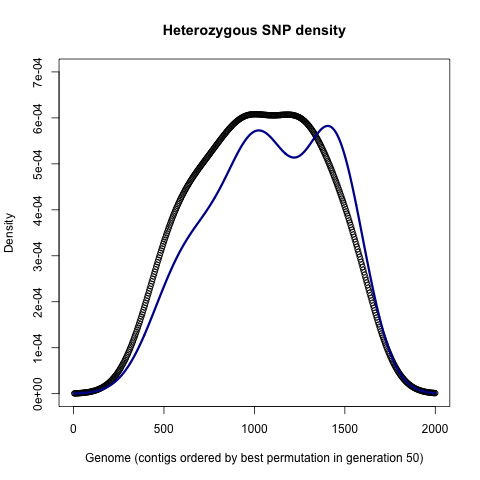 Heterozygous SNP density
Density
7e-04
6e-04
5e-04
4e-04
3e-04
2e-04
1e-04
0e+00
0 500 1000 1500 2000
Genome (contigs ordered by best permutation in generation 50)